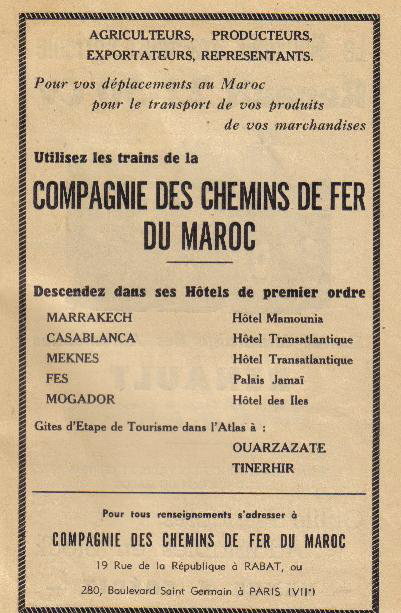 AGRICULTEURS, PRODUCTEURS,
EXPORTATEURS, REPRESENTANTS.
Pour vos déplacements au Maroc
pour le transport de vos produits
de vos marchandises
Utilisez les trains de la
COMPAGNIE DES CHEMINS DE FER
DU MAROC
Descendez dans ses Hôtels de premier ordre
MARRAKECH Hôtel Mamounia
CASABLANCA Hôtel Transatlantique
MEKNES Hôtel Transatlantique
FES Palais Jamaï
MOGADOR Hôtel des Iles
Gites d'Etape de Tourisme dans l'Atlas à :
OUARZAZATE
TINERHIR
Pour tous renseignements s'adresser à
COMPAGNIE DES CHEMINS DE FER DU MAROC
19 Rue de la République à RABAT, ou
280, Boulevard Saint Germain à PARIS (VIIe)